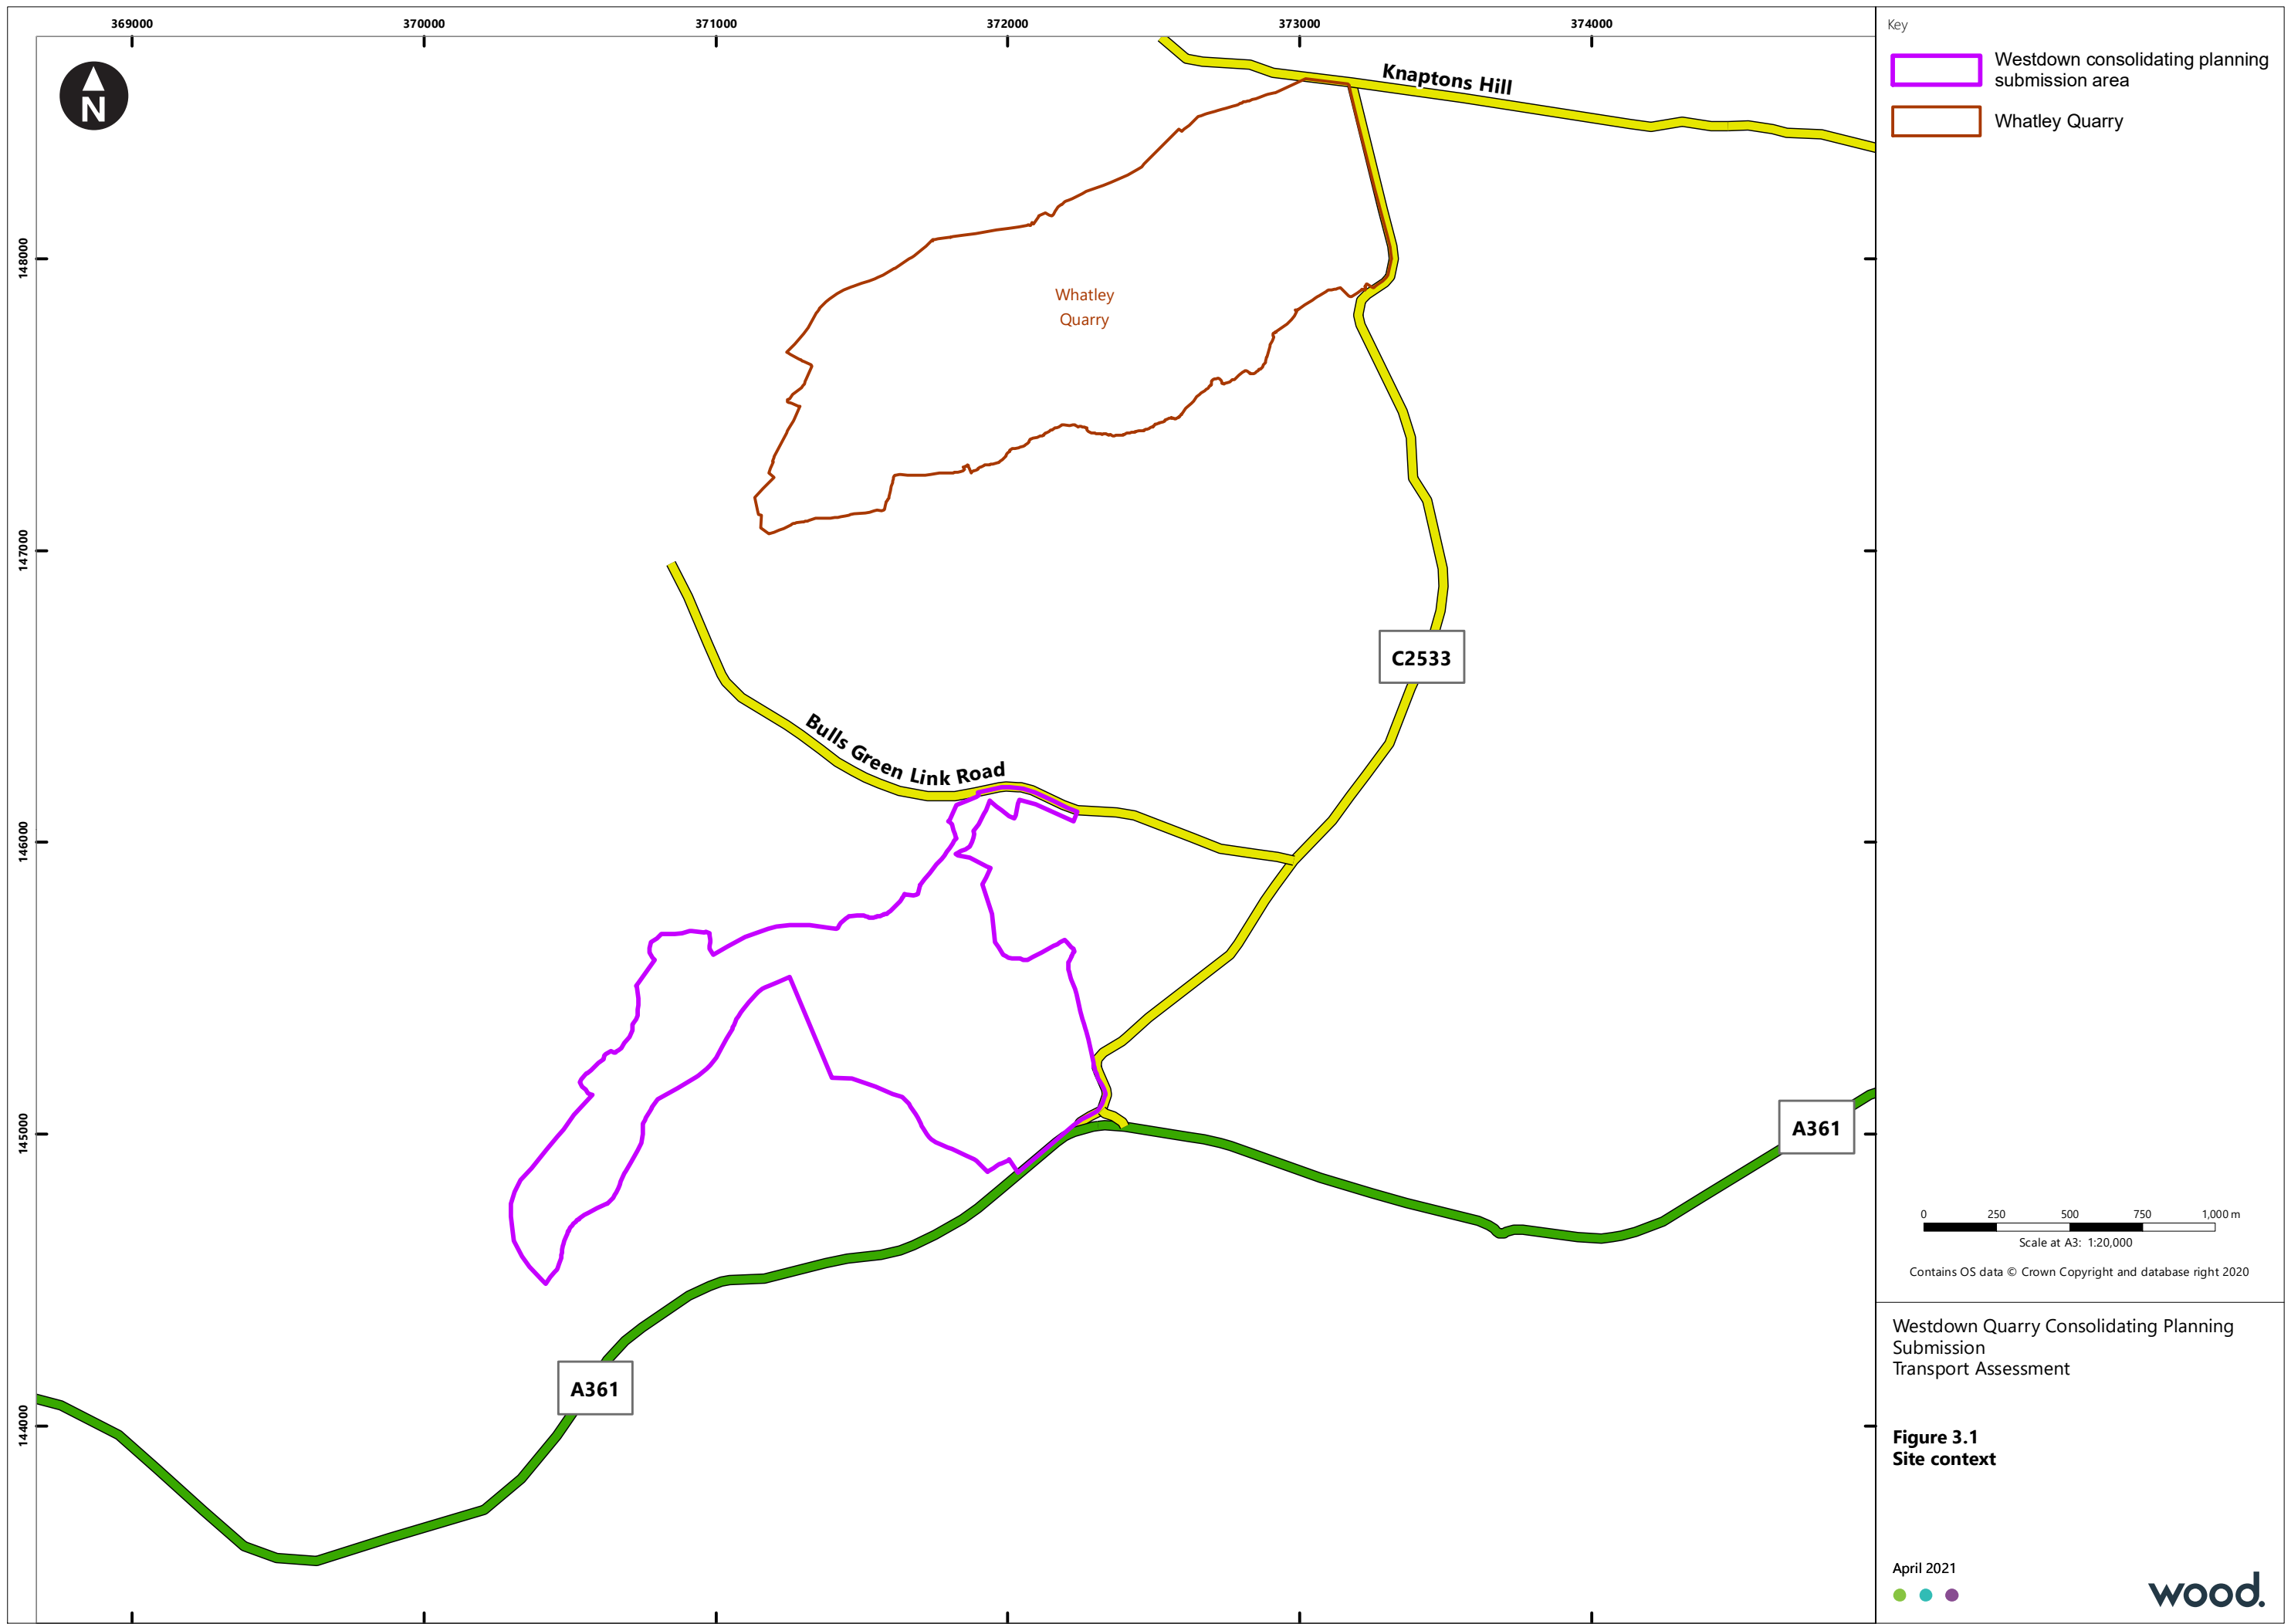 369000
370000
371000
372000
373000
374000
Key
Westdown consolidating planning
submission area
Whatley Quarry
N
Knaptons Hill
148000
Whatley
Quarry
147000
C2533
Bulls Green Link Road
146000
145000
A361
A361
144000
0 250 500 750 1,000 m
Scale at A3: 1:20,000
Contains OS data © Crown Copyright and database right 2020
Westdown Quarry Consolidating Planning
Submission
Transport Assessment
Figure 3.1
Site context
April 2021
wood.